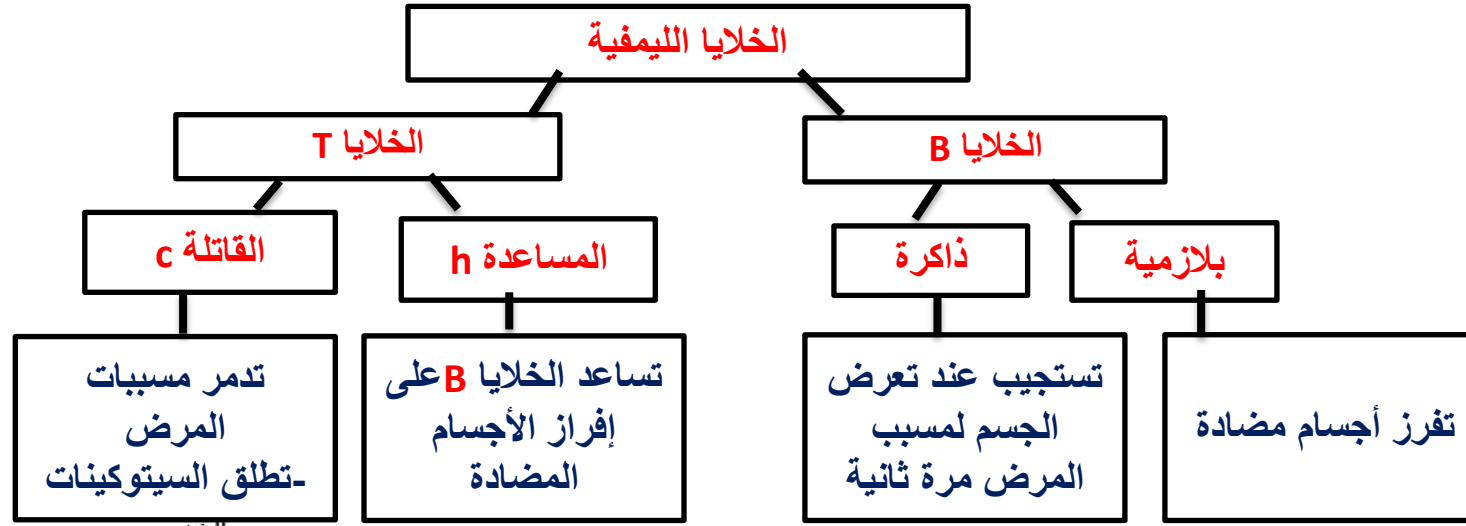 الخلايا الليمفية
الخلايا B
الخلايا T
بلازمية
ذاكرة
المساعدة h
القاتلة c
تفرز أجسام مضادة
تستجيب عند تعرض
الجسم لمسبب
المرض مرة ثانية
تساعد الخلايا B على
إفراز الأجسام
المضادة
تدمر مسببات
المرض
-تطلق السيتوكينات